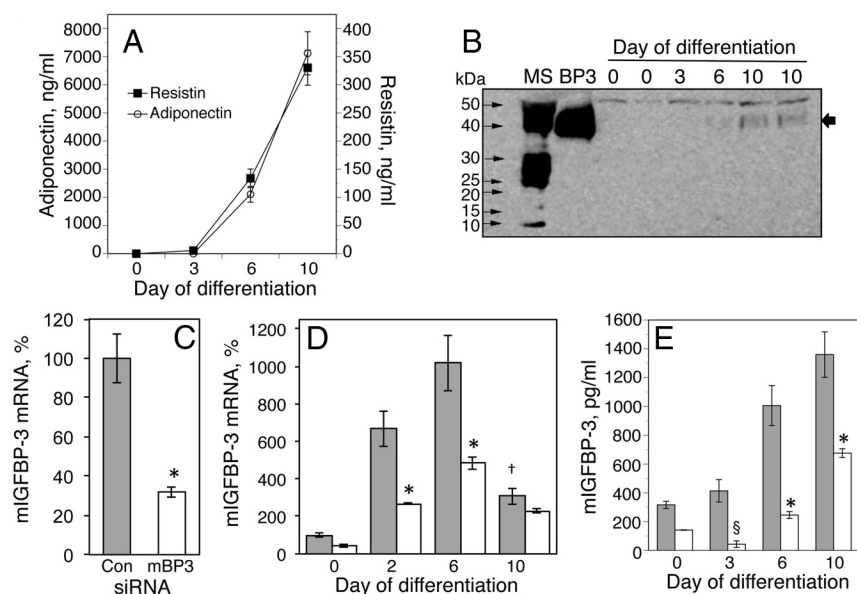 A
Adiponectin, ng/ml
8000
7000
6000
5000
4000
3000
2000
1000
0
Resistin
Adiponectin
400
350
300
250
200
150
100
50
0
Resistin, ng/ml
0 3 6 10
Day of differentiation
B
Day of differentiation
kDa MS BP3 0 0 3 6 10 10
50
40
30
25
20
15
10
C
mIGFBP-3 mRNA, %
120
100
80
60
40
20
0
*
Con mBP3
siRNA
D
mIGFBP-3 mRNA, %
1200
1000
800
600
400
200
0
* * †
0 2 6 10
Day of differentiation
E
mIGFBP-3, pg/ml
1600
1400
1200
1000
800
600
400
200
0
§ * *
0 3 6 10
Day of differentiation